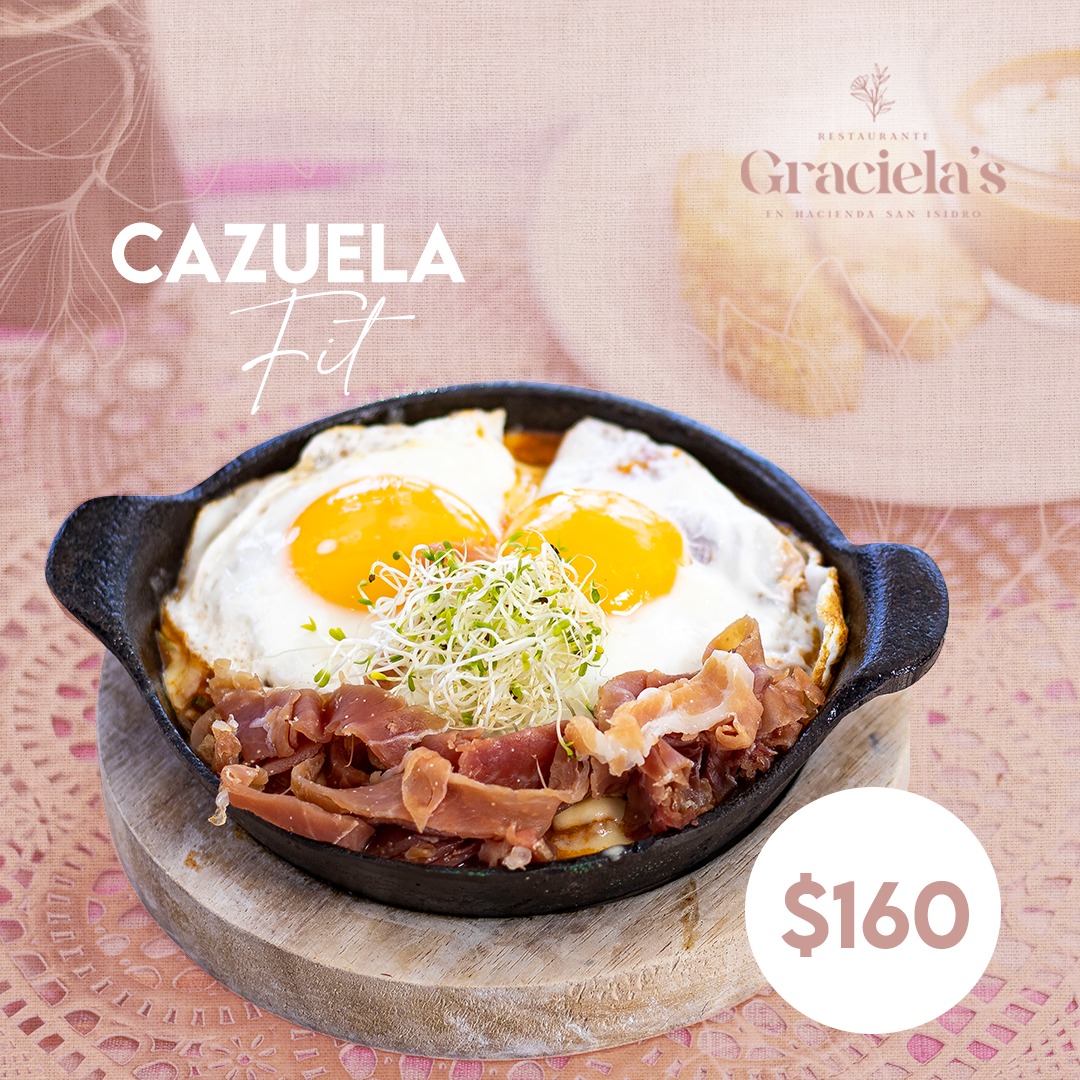 RESTAURANTE
Graciela's
EN HACIENDA SAN ISIDRO
CAZUELA
Fit
$160